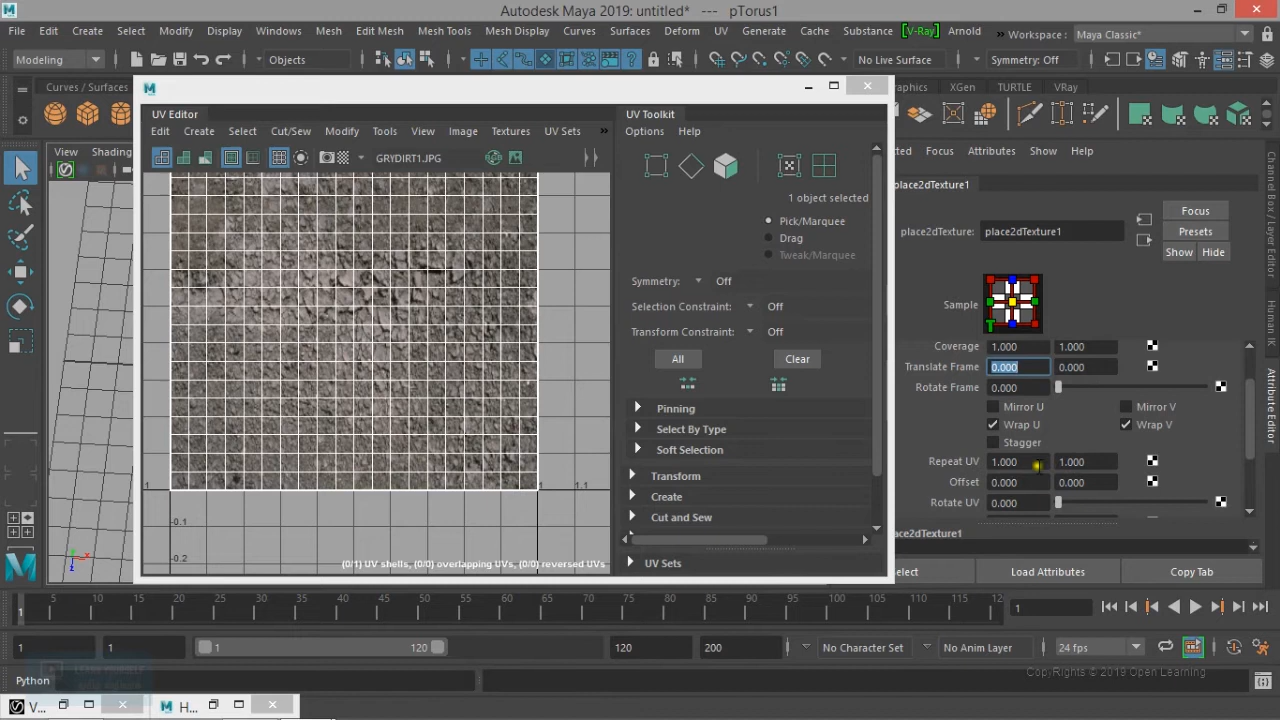 Autodesk Maya 2019: untitled* --- pTorus1
File Edit Create Select Modify Display Windows Mesh Edit Mesh Mesh Tools Mesh Display Curves Surfaces Deform UV Generate Cache Substance [V-Ray] Arnold Workspace : Maya Classic*
Modeling Objects No Live Surface Symmetry: Off
Curves / Surfaces XGen TURTLE VRay
View Shading
UV Editor
Edit Create Select Cut/Sew Modify Tools View Image Textures UV Sets
GRYDIRT1.JPG
1
1
1.1
-0.1
-0.2
(0/1) UV shells, (0/0) overlapping UVs, (0/0) reversed UVs
UV Toolkit
Options Help
1 object selected
Pick/Marquee
Drag
Tweak/Marquee
Symmetry: Off
Selection Constraint: Off
Transform Constraint: Off
All Clear
Pinning
Select By Type
Soft Selection
Transform
Create
Cut and Sew
UV Sets
Focus Attributes Show Help
place2dTexture1
place2dTexture: place2dTexture1
Focus
Presets
Show Hide
Sample
Coverage 1.000 1.000
Translate Frame 0.000 0.000
Rotate Frame 0.000
Mirror U Mirror V
Wrap U Wrap V
Stagger
Repeat UV 1.000 1.000
Offset 0.000 0.000
Rotate UV 0.000
Load Attributes Copy Tab
Channel Box / Layer Editor
Human IK
Attribute Editor
5 10 15 20 25 30 35 40 45 50 55 60 65 70 75 80 85 90 95 100 105 110 115 12
1
1
1 1 1 120 120 200 No Character Set No Anim Layer 24 fps
Python
CopyRights © 2019 Open Learning
V... H...